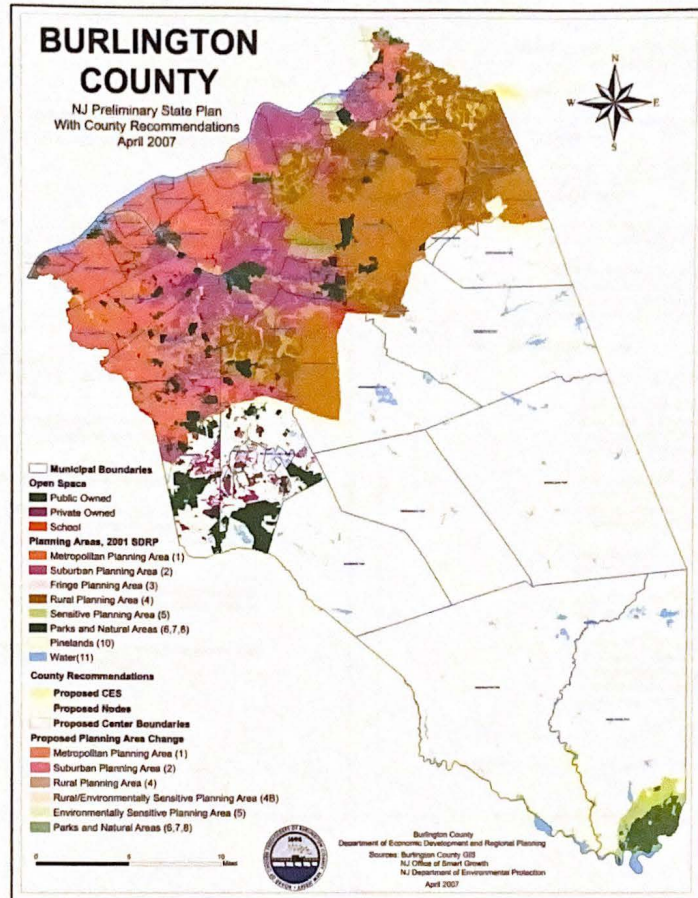 BURLINGTON
COUNTY
NJ Preliminary State Plan
With County Recommendations
April 2007
N
W
E
S
Municipal Boundaries
Open Space
Public Owned
Private Owned
School
Planning Areas, 2001 SDRP
Metropolitan Planning Area (1)
Suburban Planning Area (2)
Fringe Planning Area (3)
Rural Planning Area (4)
Sensitive Planning Area (5)
Parks and Natural Areas (6,7,8)
Pinelands (10)
Water(11)
County Recommendations
Proposed CES
Proposed Nodes
Proposed Center Boundaries
Proposed Planning Area Change
Metropolitan Planning Area (1)
Suburban Planning Area (2)
Rural Planning Area (4)
Rural/Environmentally Sensitive Planning Area (4B)
Environmentally Sensitive Planning Area (5)
Parks and Natural Areas (6,7,8)
0
5
10
Miles
Burlington County
Department of Economic Development and Regional Planning
Sources: Burlington County GIS
NJ Office of Smart Growth
NJ Department of Environmental Protection
April 2007